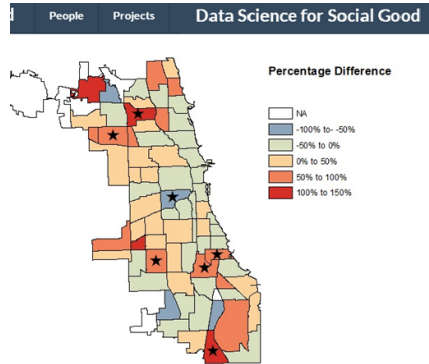 People Projects Data Science for Social Good
Percentage Difference
NA
-100% to- -50%
-50% to 0%
0% to 50%
50% to 100%
100% to 150%